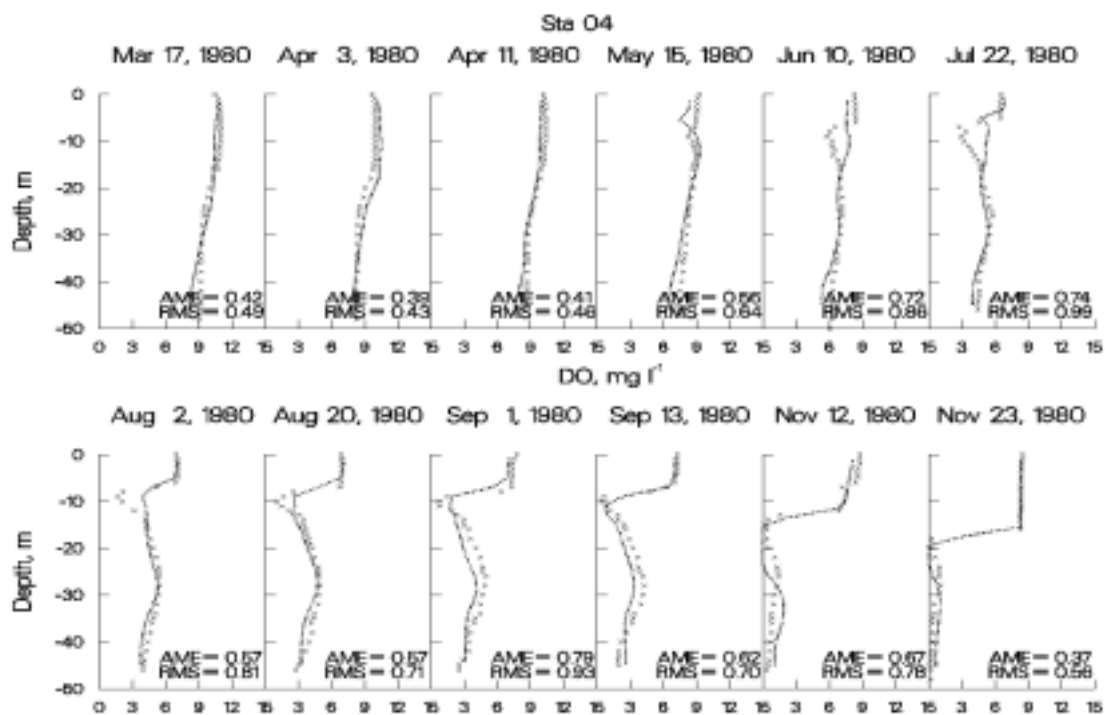 Sta 04
Mar 17, 1980 Apr 3, 1980 Apr 11, 1980 May 15, 1980 Jun 10, 1980 Jul 22, 1980
0
-10
-20
-30
-40
Depth, m
AME = 0.42 AME = 0.39 AME = 0.41 AME = 0.56 AME = 0.72 AME = 0.74
RMS = 0.49 RMS = 0.43 RMS = 0.46 RMS = 0.64 RMS = 0.86 RMS = 0.99
0 3 6 9 12 15 3 6 9 12 15 3 6 9 12 15 3 6 9 12 15 3 6 9 12 15 3 6 9 12 15
DO, mg l⁻¹
Aug 2, 1980 Aug 20, 1980 Sep 1, 1980 Sep 13, 1980 Nov 12, 1980 Nov 23, 1980
0
-10
-20
-30
-40
Depth, m
AME = 0.57 AME = 0.57 AME = 0.79 AME = 0.62 AME = 0.67 AME = 0.37
RMS = 0.81 RMS = 0.71 RMS = 0.93 RMS = 0.70 RMS = 0.78 RMS = 0.56
0 3 6 9 12 15 3 6 9 12 15 3 6 9 12 15 3 6 9 12 15 3 6 9 12 15 3 6 9 12 15